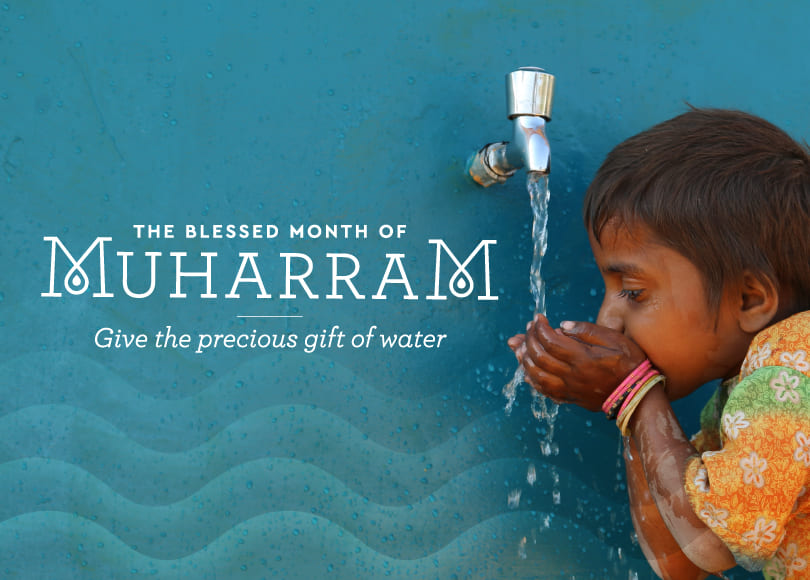 THE BLESSED MONTH OF
MUHARRAM
Give the precious gift of water